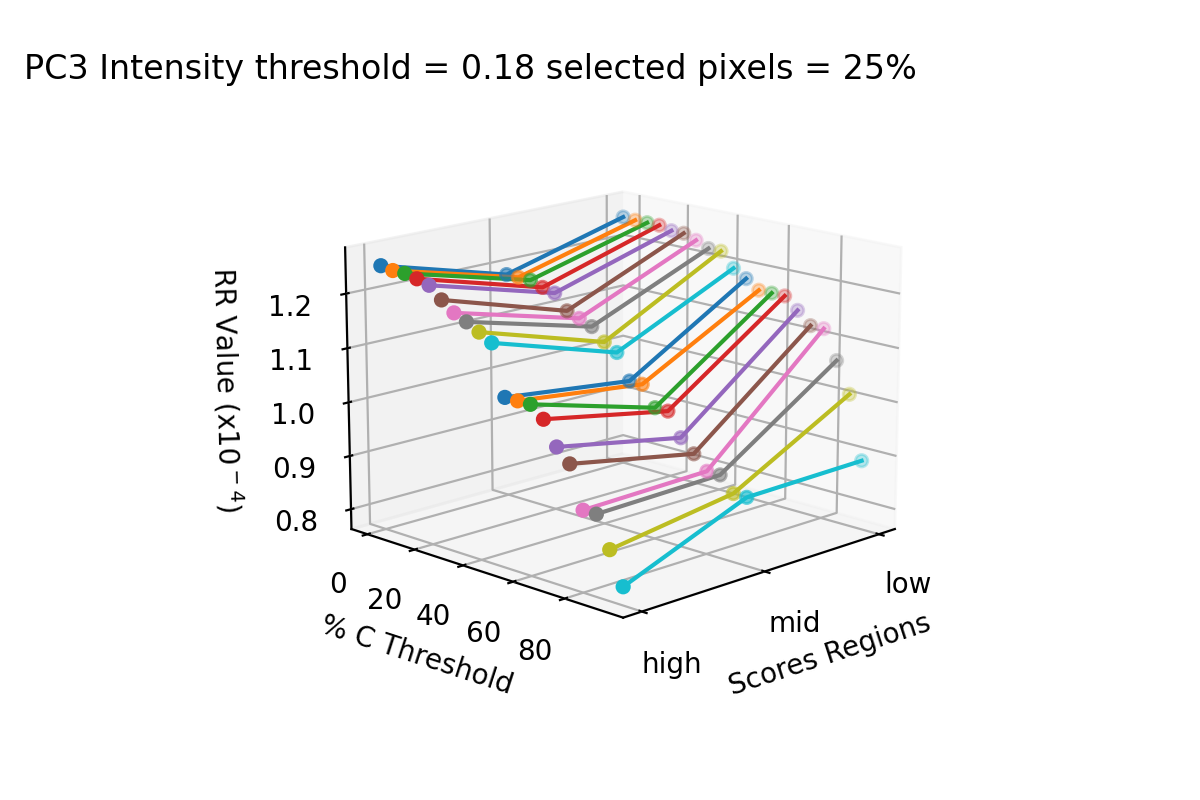 PC3 Intensity threshold = 0.18 selected pixels = 25%
RR Value (x10⁻⁴)
1.2
1.1
1.0
0.9
0.8
0
20
40
60
80
% C Threshold
high
mid
low
Scores Regions